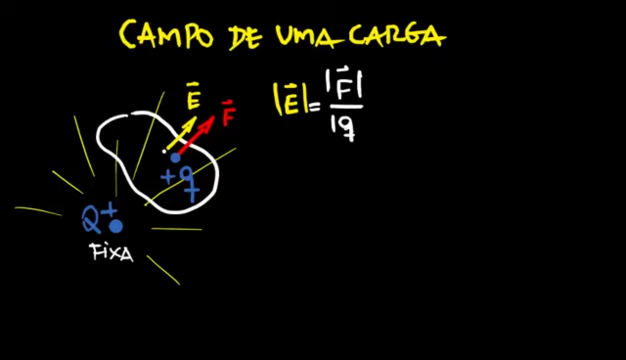 CAMPO DE UMA CARGA
|E⃗| = |F⃗| / |q
E⃗
F⃗
+q
+
Q+
FIXA